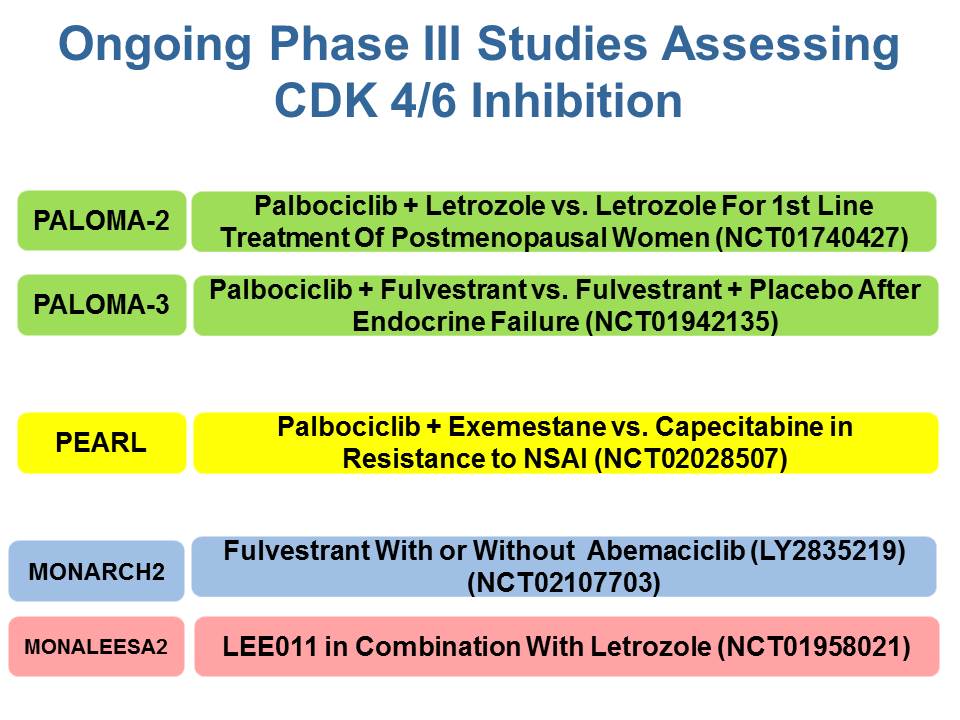 Ongoing Phase III Studies Assessing
CDK 4/6 Inhibition
PALOMA-2
Palbociclib + Letrozole vs. Letrozole For 1st Line
Treatment Of Postmenopausal Women (NCT01740427)
PALOMA-3
Palbociclib + Fulvestrant vs. Fulvestrant + Placebo After
Endocrine Failure (NCT01942135)
PEARL
Palbociclib + Exemestane vs. Capecitabine in
Resistance to NSAI (NCT02028507)
MONARCH2
Fulvestrant With or Without Abemaciclib (LY2835219)
(NCT02107703)
MONALEESA2
LEE011 in Combination With Letrozole (NCT01958021)